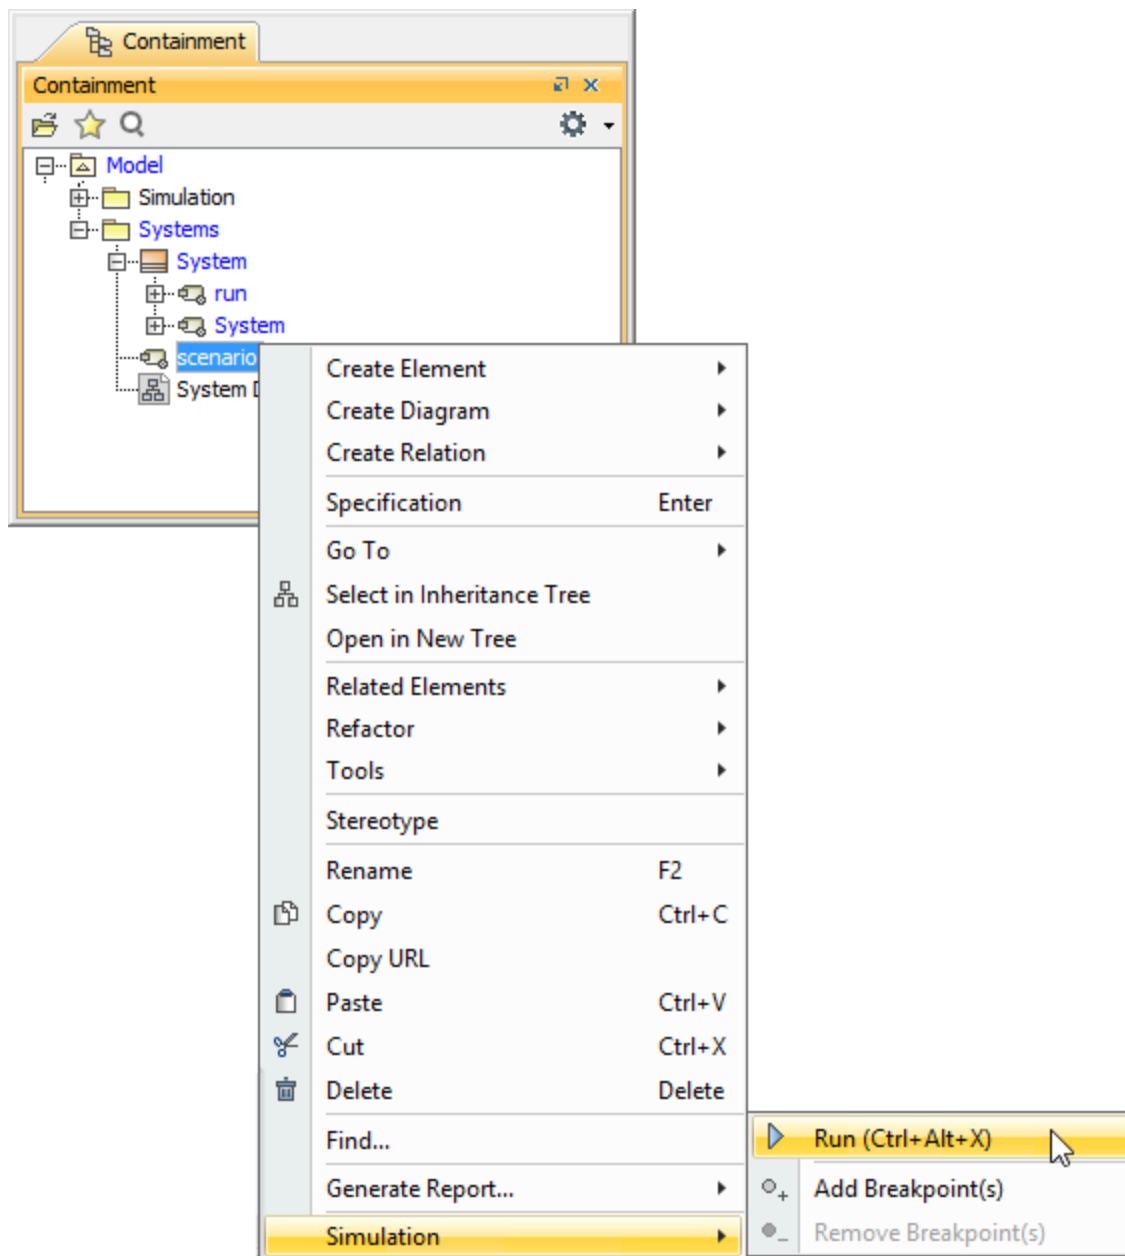 Containment
Containment
Model
Simulation
Systems
System
run
System
scenario
System
Create Element
Create Diagram
Create Relation
Specification Enter
Go To
Select in Inheritance Tree
Open in New Tree
Related Elements
Refactor
Tools
Stereotype
Rename F2
Copy Ctrl+C
Copy URL
Paste Ctrl+V
Cut Ctrl+X
Delete Delete
Find...
Generate Report...
Simulation
Run (Ctrl+Alt+X)
Add Breakpoint(s)
Remove Breakpoint(s)